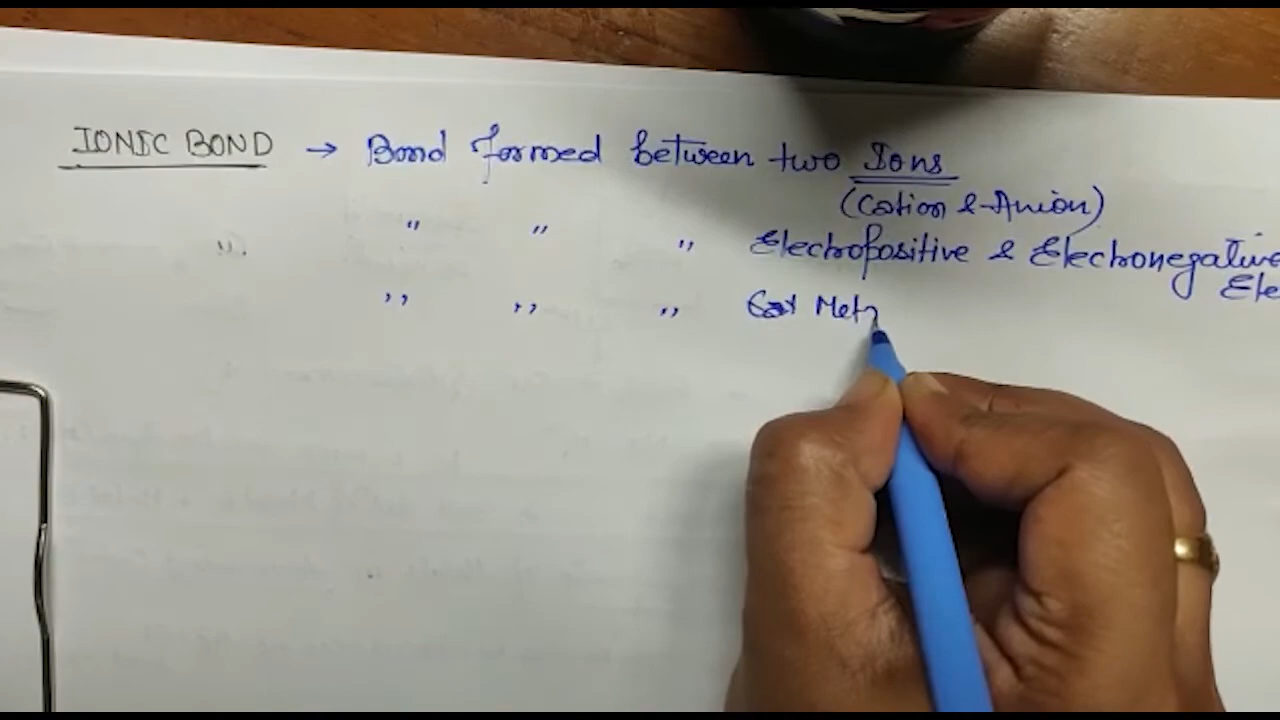 IONIC BOND → Bond formed between two Ions
(Cation & Anion)
" " " Electropositive & Electronegative
Ele
,, ,, ,, Met